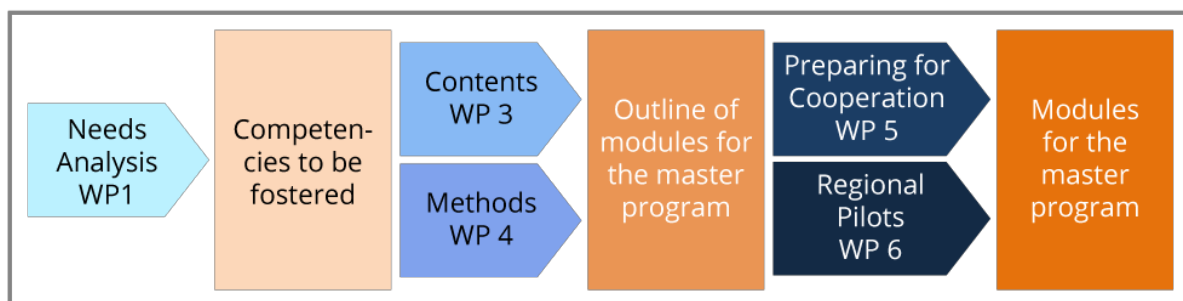 Needs
Analysis
WP1
Competen-
cies to be
fostered
Contents
WP 3
Methods
WP 4
Outline of
modules for
the master
program
Preparing for
Cooperation
WP 5
Regional
Pilots
WP 6
Modules
for the
master
program